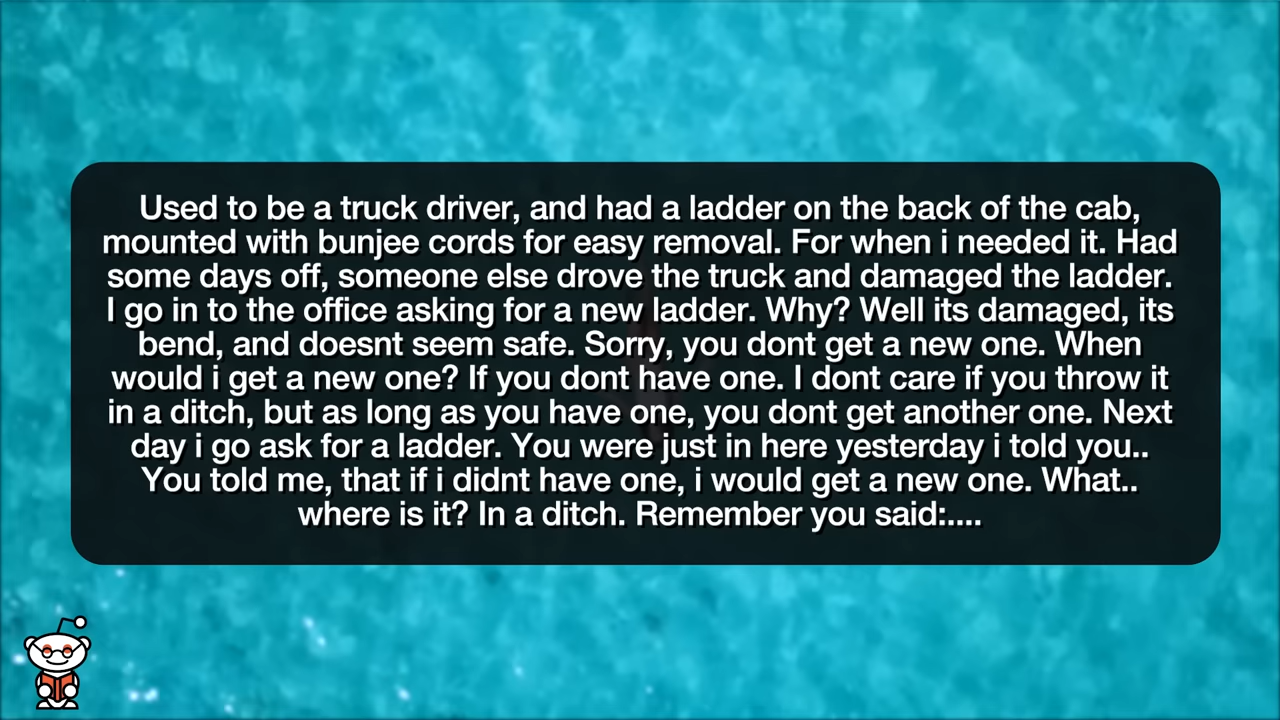 Used to be a truck driver, and had a ladder on the back of the cab,
mounted with bunjee cords for easy removal. For when i needed it. Had
some days off, someone else drove the truck and damaged the ladder.
I go in to the office asking for a new ladder. Why? Well its damaged, its
bend, and doesnt seem safe. Sorry, you dont get a new one. When
would i get a new one? If you dont have one. I dont care if you throw it
in a ditch, but as long as you have one, you dont get another one. Next
day i go ask for a ladder. You were just in here yesterday i told you..
You told me, that if i didnt have one, i would get a new one. What..
where is it? In a ditch. Remember you said:....